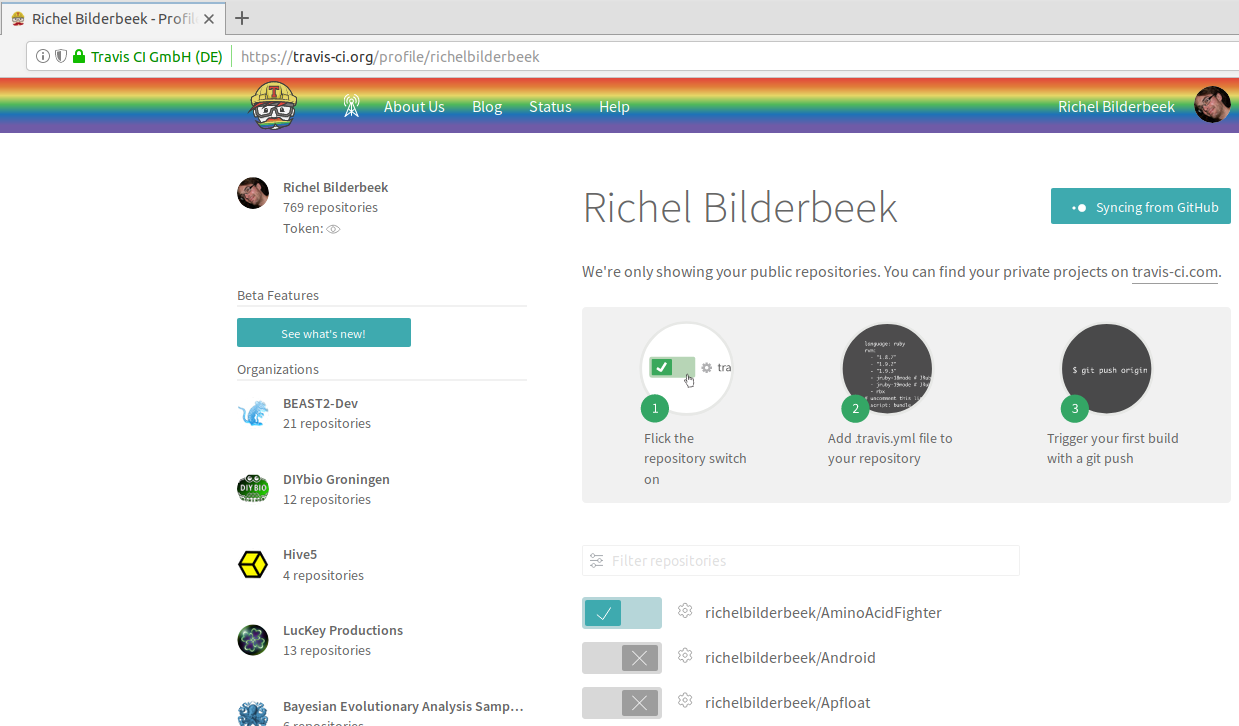 Richel Bilderbeek - Profil
Travis CI GmbH (DE)
https://travis-ci.org/profile/richelbilderbeek
About Us
Blog
Status
Help
Richel Bilderbeek
Richel Bilderbeek
769 repositories
Token:
Beta Features
See what's new!
Organizations
BEAST2-Dev
21 repositories
DIYbio Groningen
12 repositories
DIY BIO
Hive5
4 repositories
LucKey Productions
13 repositories
Bayesian Evolutionary Analysis Samp...
6 repositories
Richel Bilderbeek
Syncing from GitHub
We're only showing your public repositories. You can find your private projects on travis-ci.com.
tra
1
Flick the
repository switch
on
language: ruby
rvm:
- "1.8.7"
- "1.9.2"
- "1.9.3"
- jruby-18mode # JRu
- jruby-19mode # JR
- rbx
# uncomment this li
script: bundle
2
Add .travis.yml file to
your repository
$ git push origin
3
Trigger your first build
with a git push
Filter repositories
richelbilderbeek/AminoAcidFighter
richelbilderbeek/Android
richelbilderbeek/Apfloat